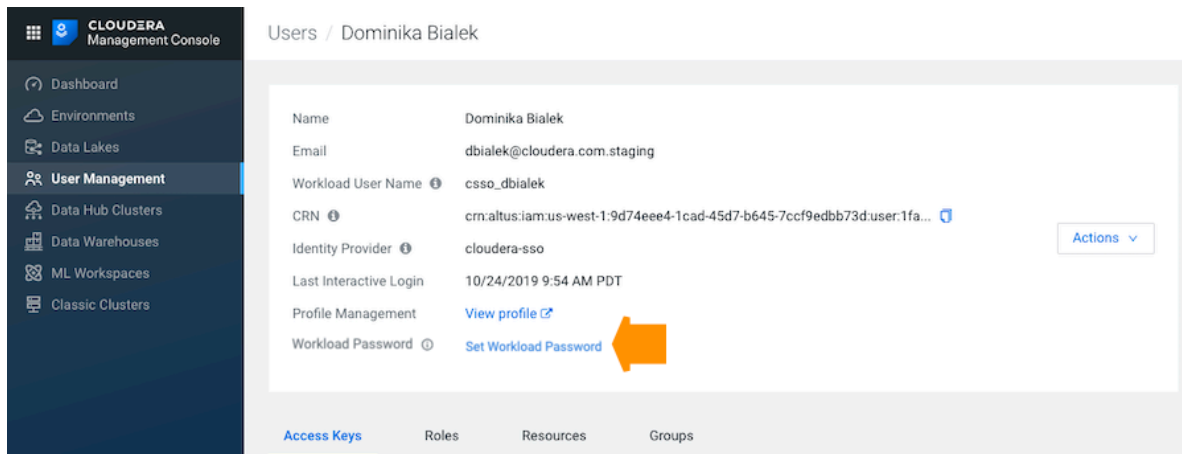 CLOUDERA
Management Console
Dashboard
Environments
Data Lakes
User Management
Data Hub Clusters
Data Warehouses
ML Workspaces
Classic Clusters
Users / Dominika Bialek
Name Dominika Bialek
Email dbialek@cloudera.com.staging
Workload User Name csso_dbialek
CRN crn:altus:iam:us-west-1:9d74eee4-1cad-45d7-b645-7ccf9edbb73d:user:1fa...
Identity Provider cloudera-sso
Last Interactive Login 10/24/2019 9:54 AM PDT
Profile Management View profile
Workload Password Set Workload Password
Actions
Access Keys Roles Resources Groups